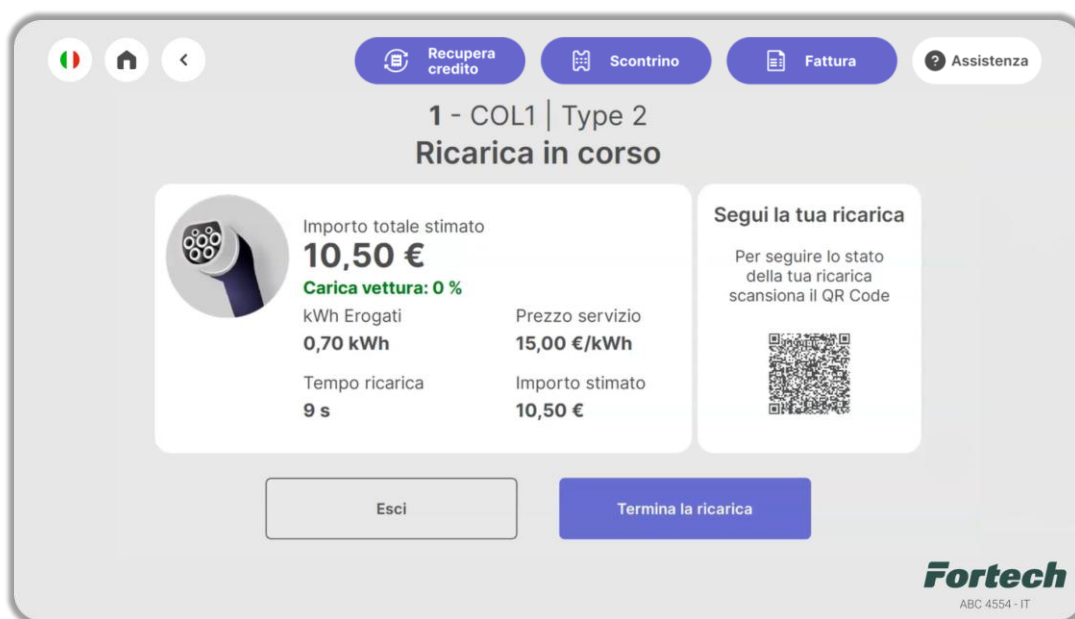 Recupera
credito
Scontrino
Fattura
? Assistenza
1 - COL1 | Type 2
Ricarica in corso
Importo totale stimato
10,50 €
Carica vettura: 0 %
kWh Erogati
0,70 kWh
Prezzo servizio
15,00 €/kWh
Tempo ricarica
9 s
Importo stimato
10,50 €
Segui la tua ricarica
Per seguire lo stato
della tua ricarica
scansiona il QR Code
Esci
Termina la ricarica
Fortech
ABC 4554 - IT